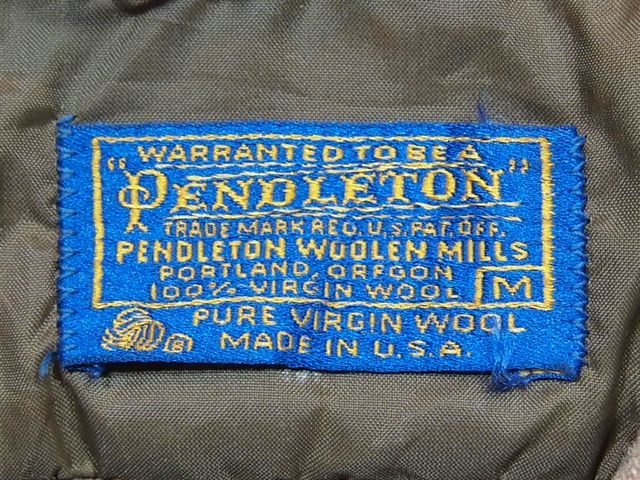 WARRANTED TO BE A
"PENDLETON"
TRADE MARK REG. U.S. PAT. OFF.
PENDLETON WOOLEN MILLS
PORTLAND, OREGON
100% VIRGIN WOOL M
PURE VIRGIN WOOL
MADE IN U.S.A.